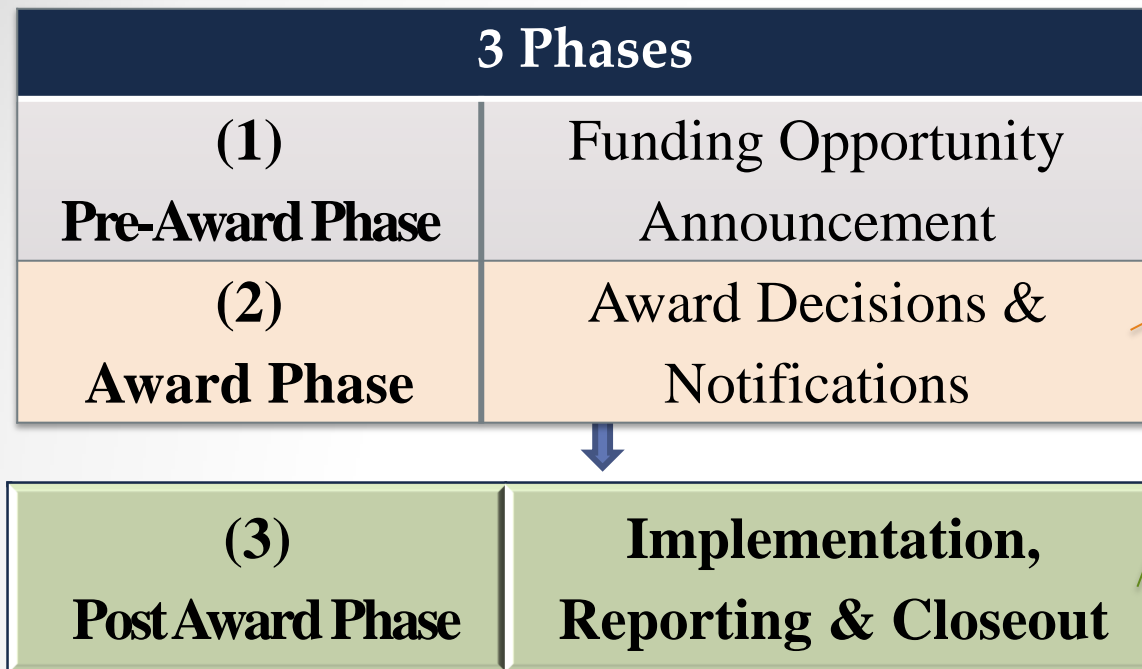 3 Phases
(1)
Pre-Award Phase
Funding Opportunity
Announcement
(2)
Award Phase
Award Decisions &
Notifications
(3)
Post Award Phase
Implementation,
Reporting & Closeout